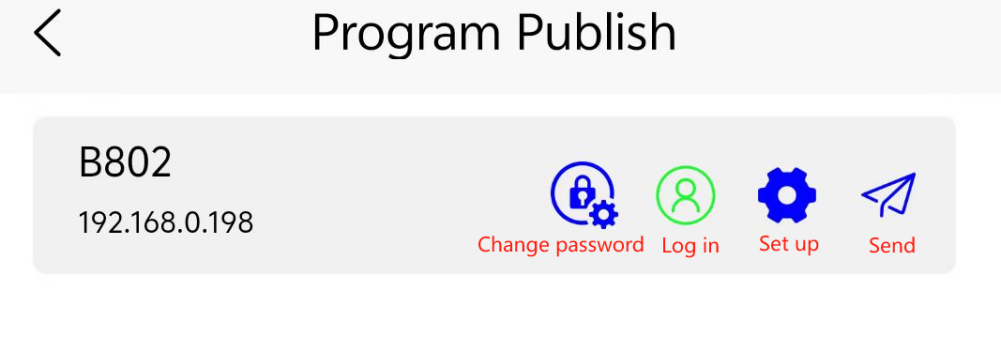 Program Publish
B802
192.168.0.198
Change password Log in Set up Send